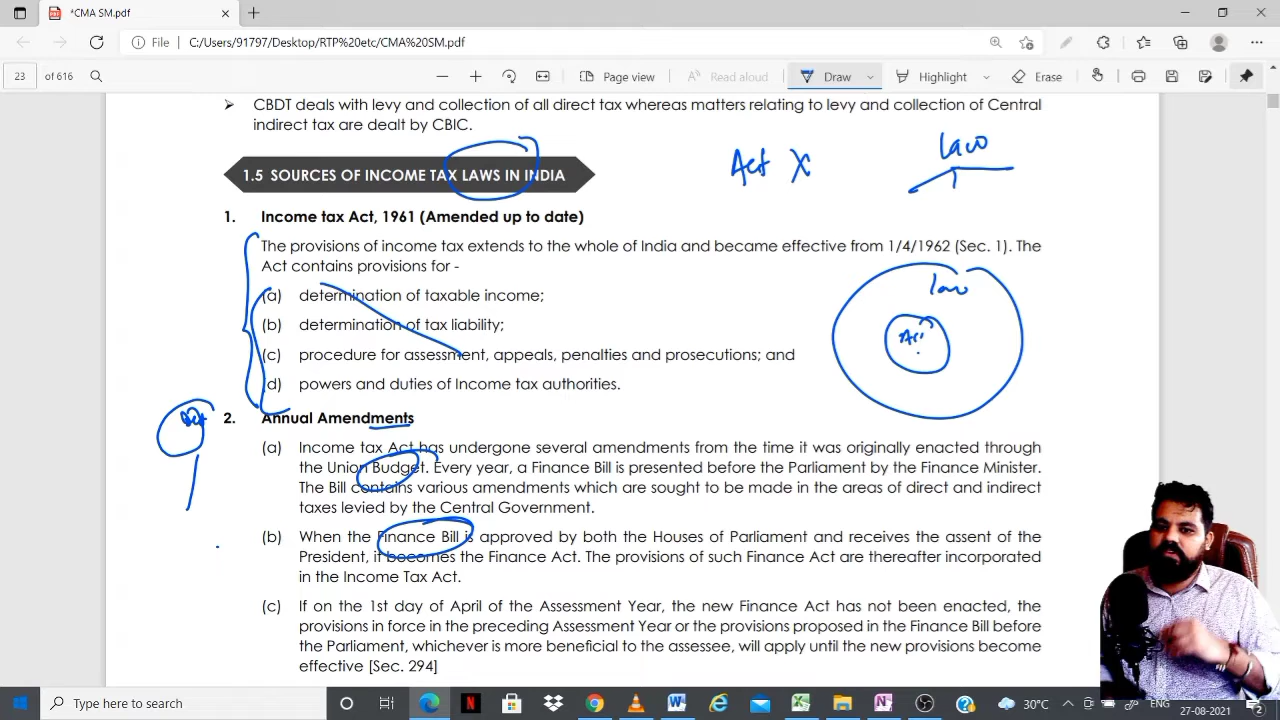 *CMA SM.pdf
File C:/Users/91797/Desktop/RTP%20etc/CMA%20SM.pdf
23 of 616 Page view Read aloud Draw Highlight Erase
➢ CBDT deals with levy and collection of all direct tax whereas matters relating to levy and collection of Central
indirect tax are dealt by CBIC.
Act X law
1.5 SOURCES OF INCOME TAX LAWS IN INDIA
1. Income tax Act, 1961 (Amended up to date)
The provisions of income tax extends to the whole of India and became effective from 1/4/1962 (Sec. 1). The
Act contains provisions for -
law
(a) determination of taxable income;
(b) determination of tax liability;
Act
(c) procedure for assessment, appeals, penalties and prosecutions; and
(d) powers and duties of Income tax authorities.
Act
2. Annual Amendments
(a) Income tax Act has undergone several amendments from the time it was originally enacted through
the Union Budget. Every year, a Finance Bill is presented before the Parliament by the Finance Minister.
The Bill contains various amendments which are sought to be made in the areas of direct and indirect
taxes levied by the Central Government.
(b) When the Finance Bill is approved by both the Houses of Parliament and receives the assent of the
President, it becomes the Finance Act. The provisions of such Finance Act are thereafter incorporated
in the Income Tax Act.
(c) If on the 1st day of April of the Assessment Year, the new Finance Act has not been enacted, the
provisions in force in the preceding Assessment Year or the provisions proposed in the Finance Bill before
the Parliament, whichever is more beneficial to the assessee, will apply until the new provisions become
effective [Sec. 294]
Type here to search 30°C 27-08-2021